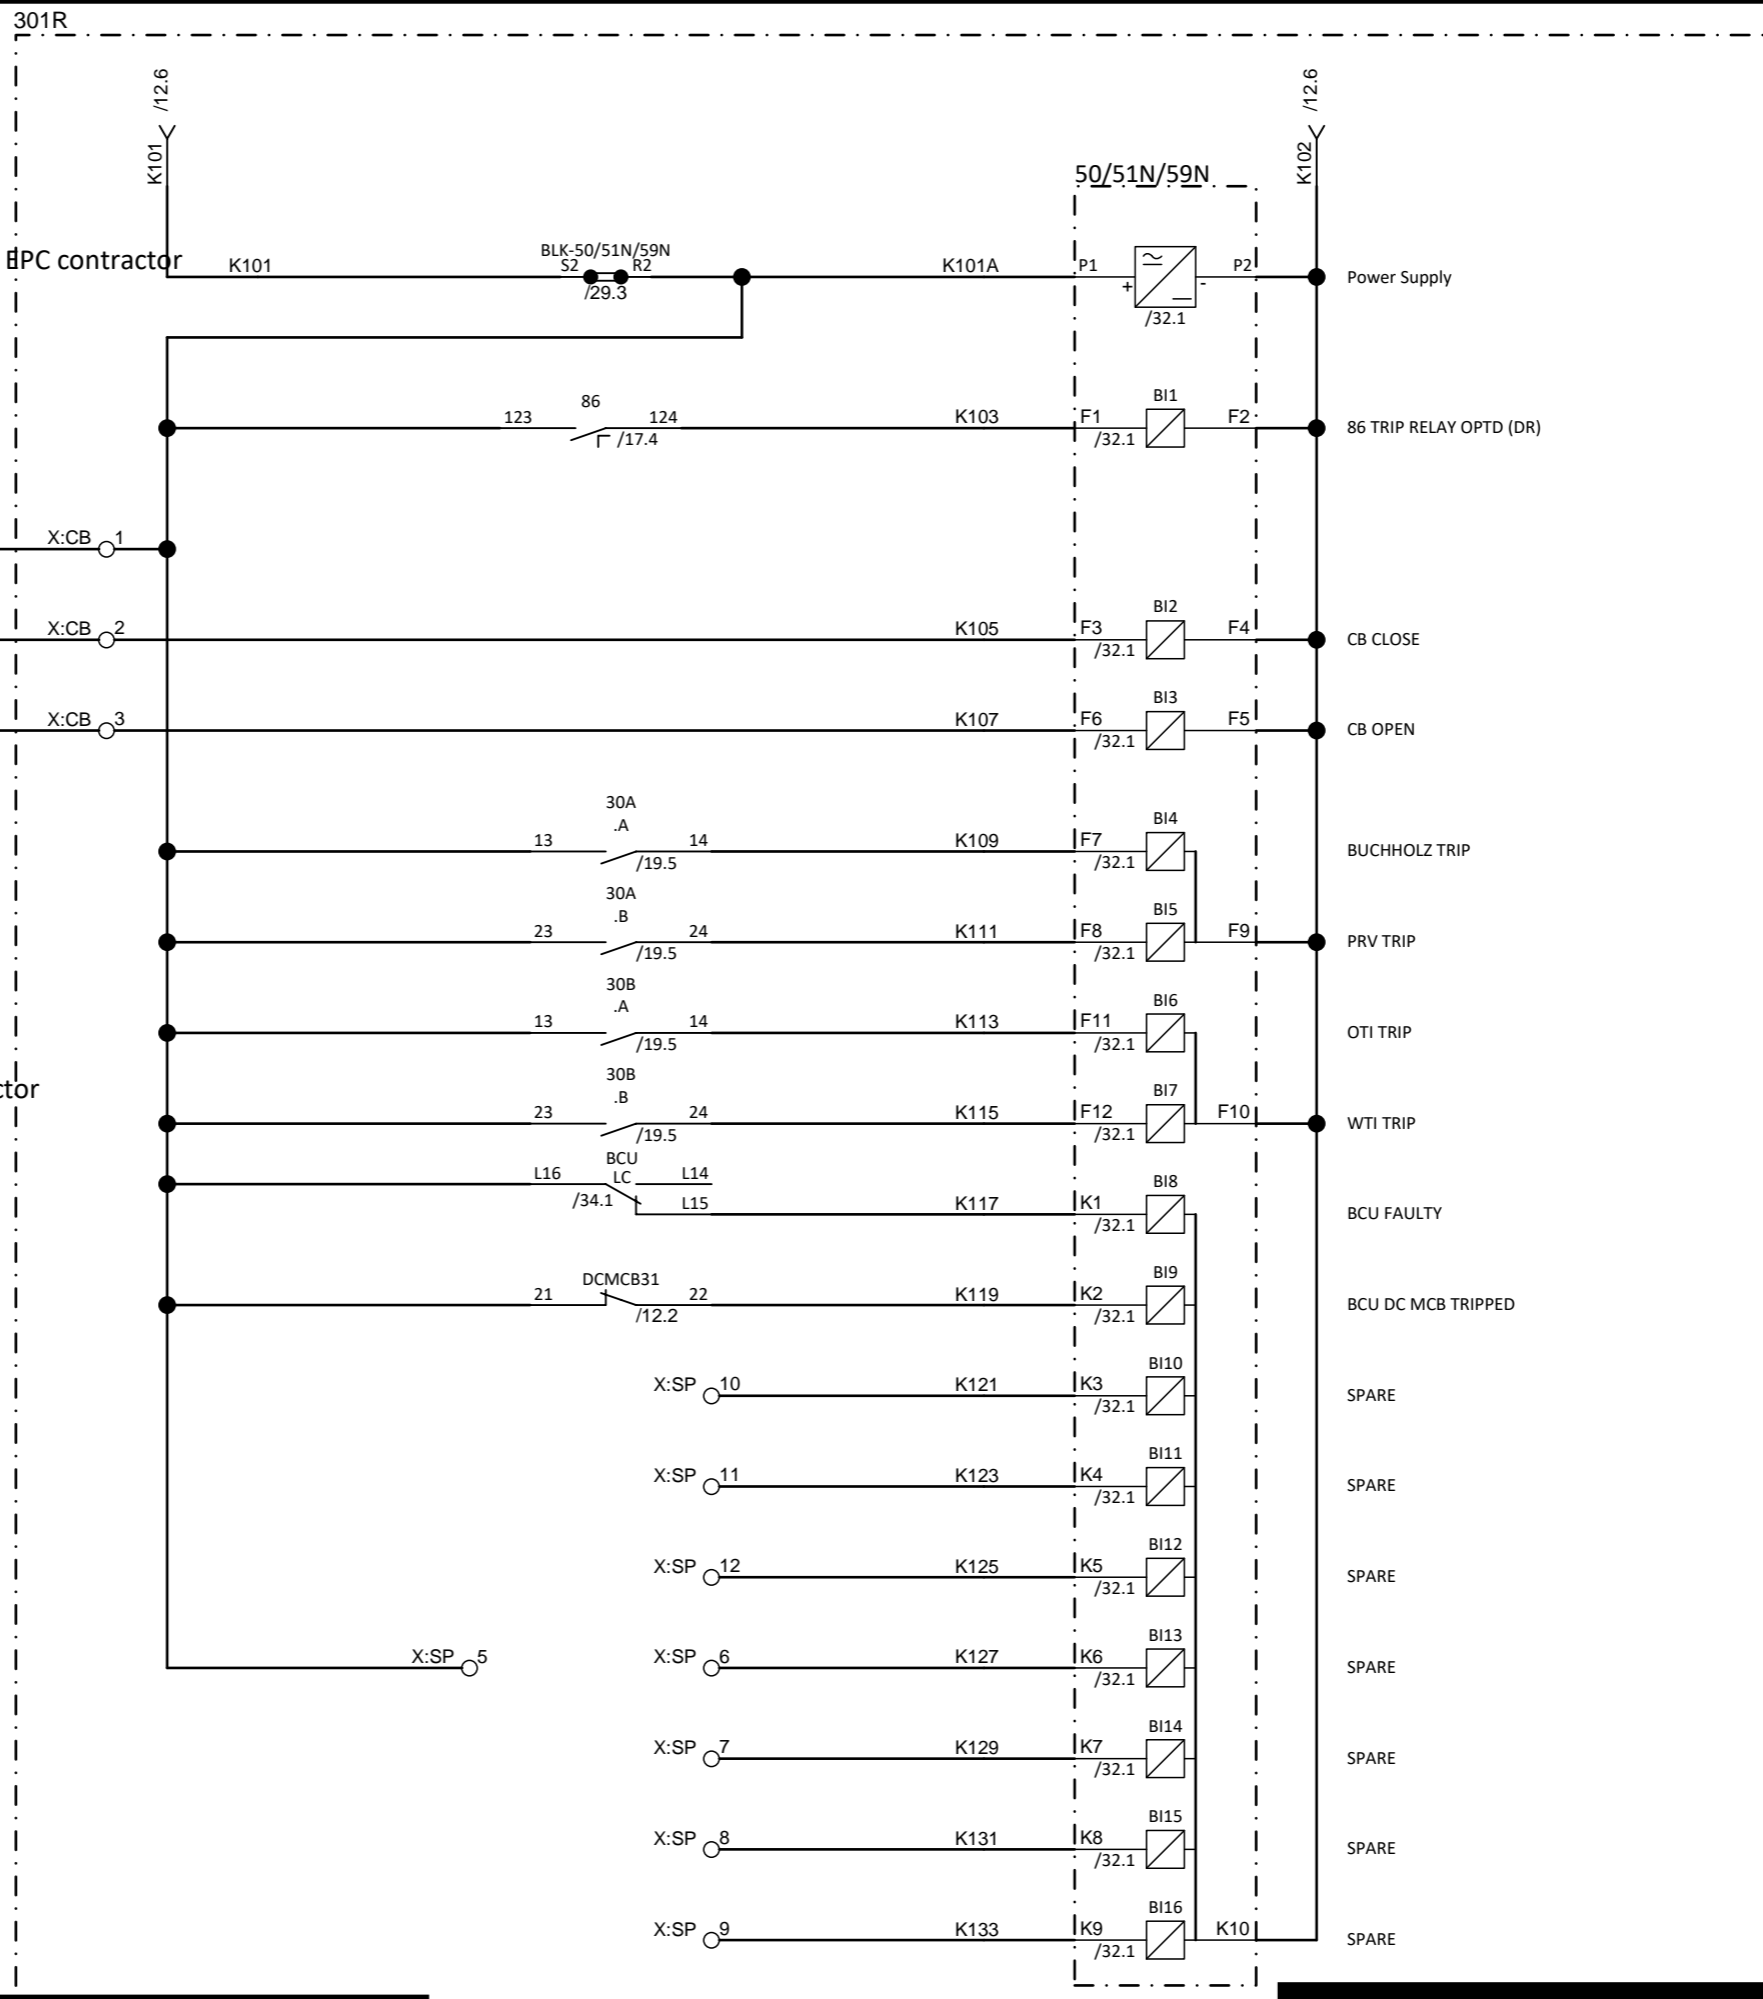 301R
/12.6
/12.6
K101
K102
50/51N/59N
EPC contractor
K101
BLK-50/51N/59N
S2
R2
/29.3
K101A
P1
+
-
P2
/32.1
Power Supply
86
123
124
/17.4
K103
BI1
F1
F2
/32.1
86 TRIP RELAY OPTD (DR)
X:CB
1
X:CB
2
K105
BI2
F3
F4
/32.1
CB CLOSE
X:CB
3
K107
BI3
F6
F5
/32.1
CB OPEN
30A
.A
13
14
/19.5
K109
BI4
F7
/32.1
BUCHHOLZ TRIP
30A
.B
23
24
/19.5
K111
BI5
F8
F9
/32.1
PRV TRIP
30B
.A
13
14
/19.5
K113
BI6
F11
/32.1
OTI TRIP
ctor
30B
.B
23
24
/19.5
K115
BI7
F12
F10
/32.1
WTI TRIP
BCU
LC
L16
L14
/34.1
L15
K117
BI8
K1
/32.1
BCU FAULTY
DCMCB31
21
22
/12.2
K119
BI9
K2
/32.1
BCU DC MCB TRIPPED
X:SP
10
K121
BI10
K3
/32.1
SPARE
X:SP
11
K123
BI11
K4
/32.1
SPARE
X:SP
12
K125
BI12
K5
/32.1
SPARE
X:SP
5
X:SP
6
K127
BI13
K6
/32.1
SPARE
X:SP
7
K129
BI14
K7
/32.1
SPARE
X:SP
8
K131
BI15
K8
/32.1
SPARE
X:SP
9
K133
BI16
K9
K10
/32.1
SPARE